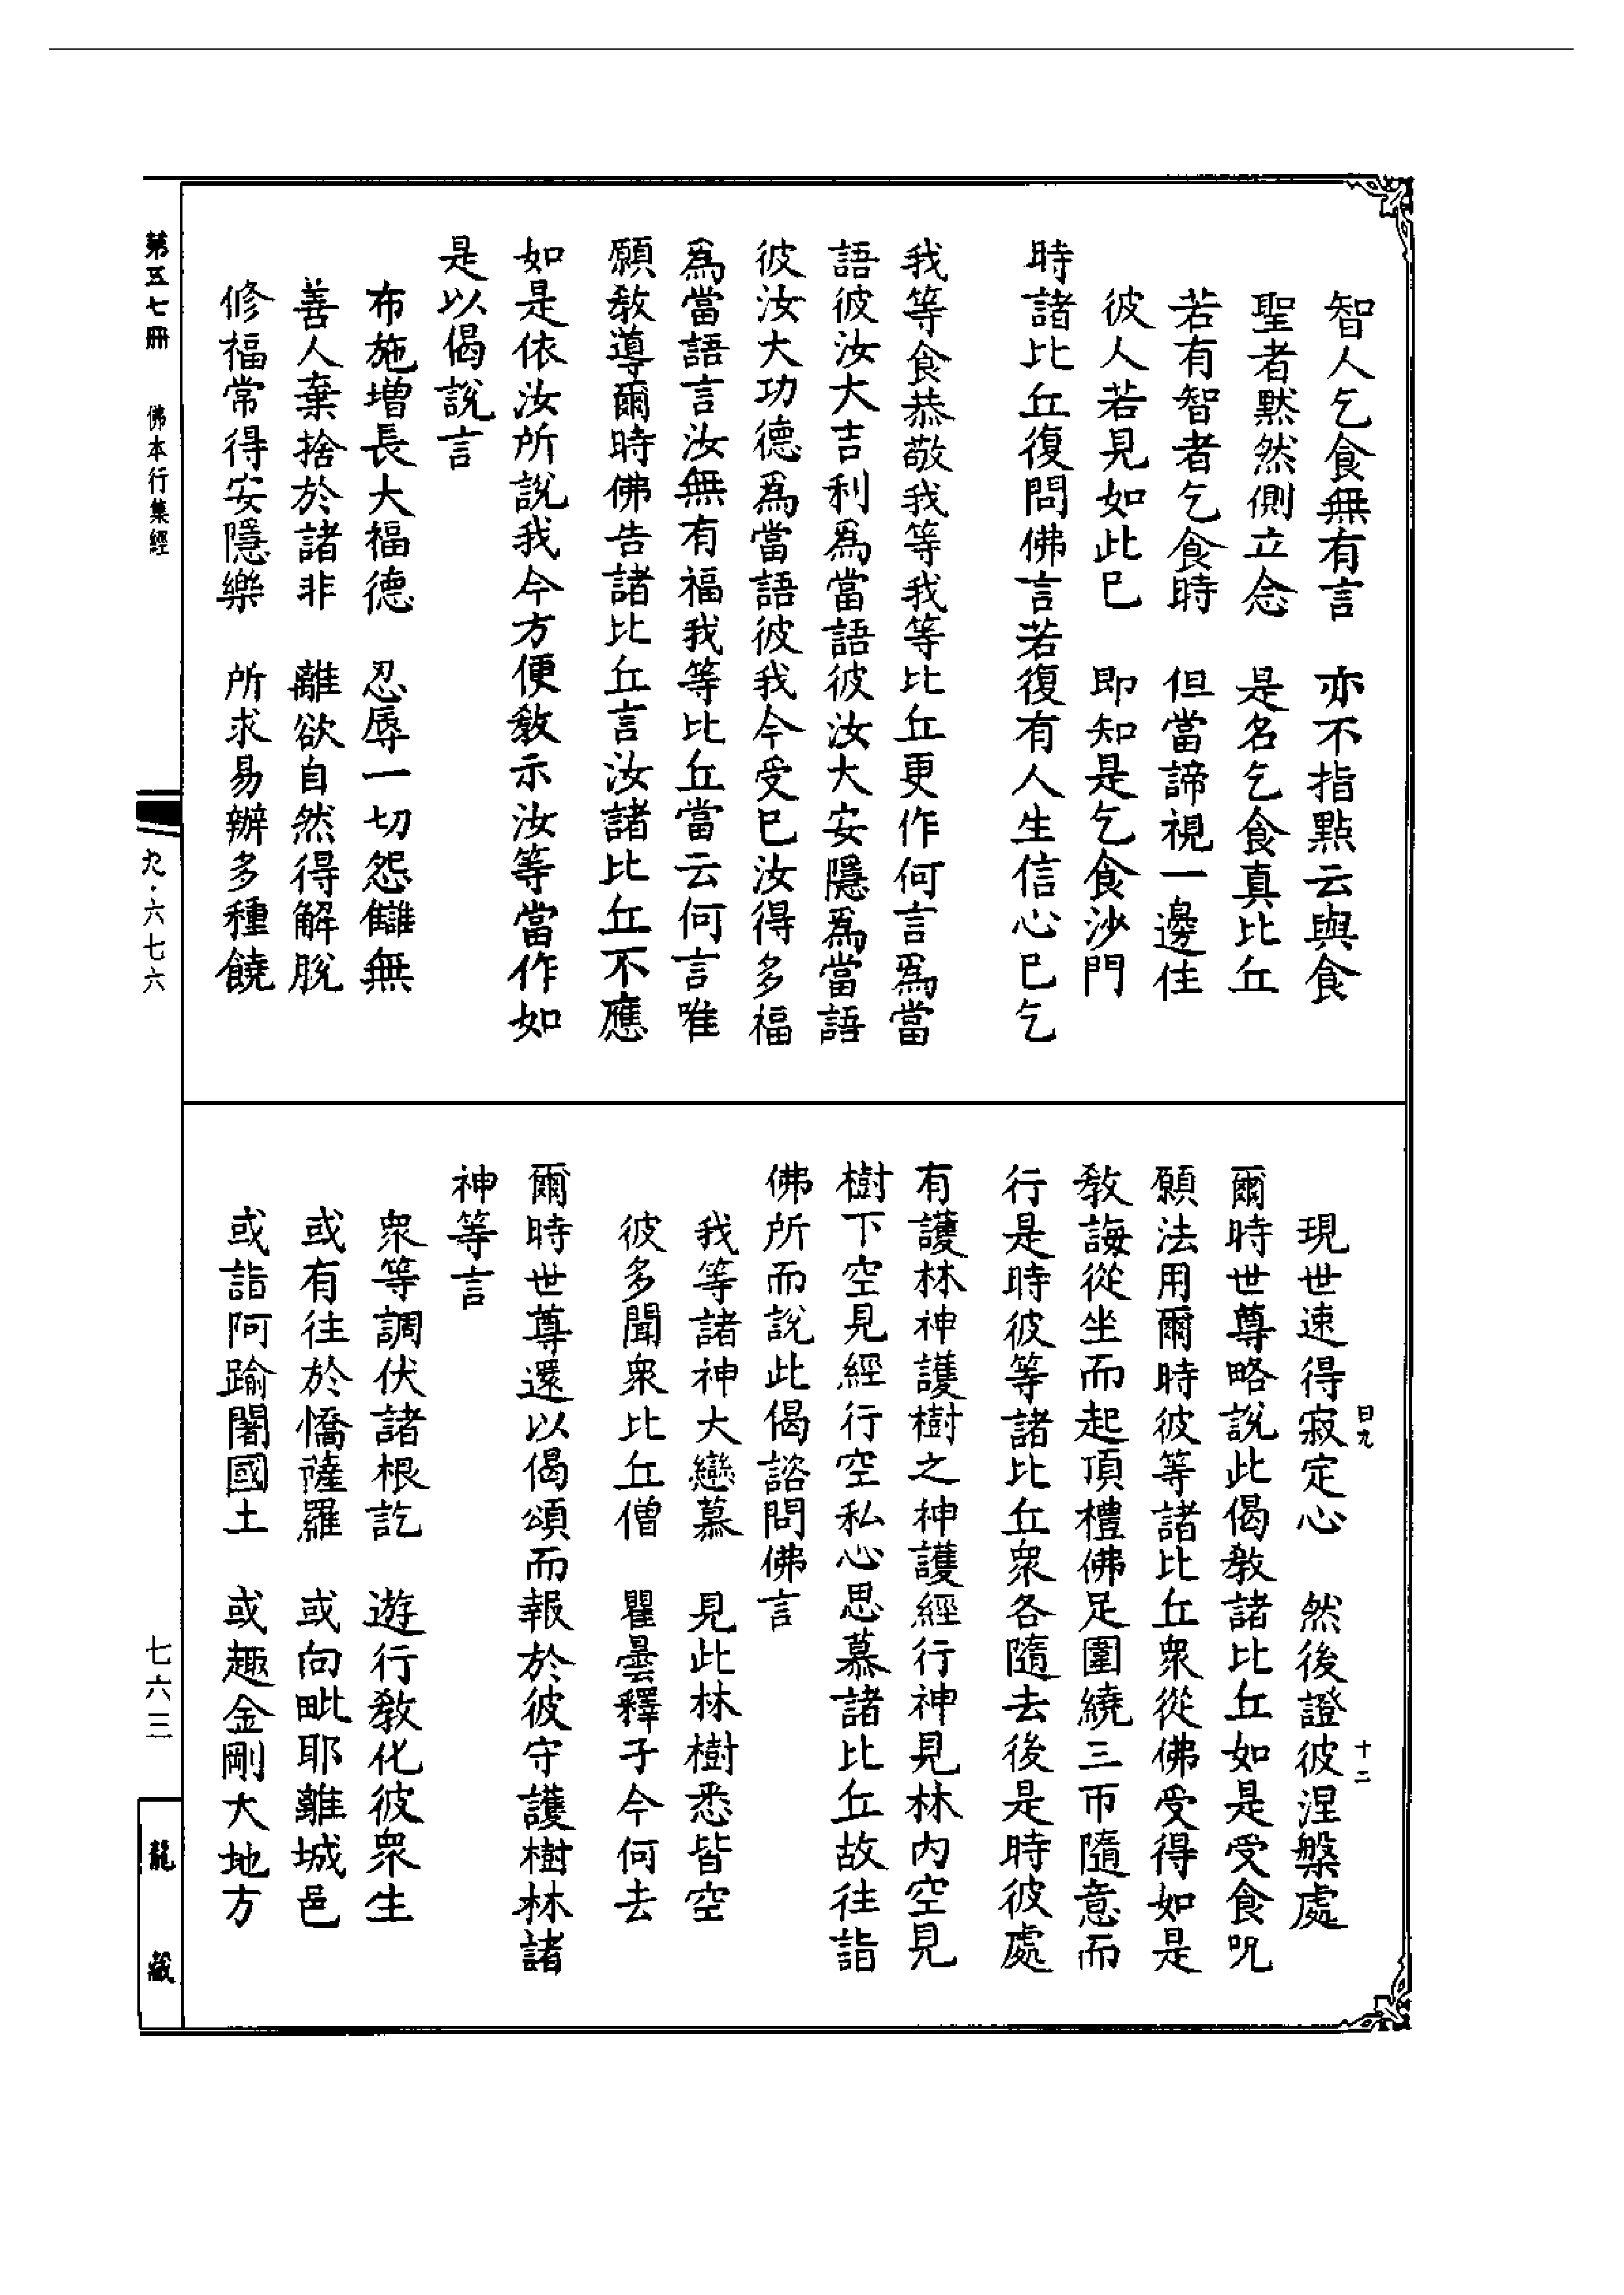 智人乞食無有言　亦不指點云與食
聖者默然側立念　是名乞食真比丘
若有智者乞食時　但當諦視一邊住
彼人若見如此已　即知是乞食沙門
時諸比丘復問佛言若復有人生信心已乞
我等食恭敬我等我等比丘更作何言爲當
語彼汝大吉利爲當語彼汝大安隱爲當語
彼汝大功德爲當語彼我今受已汝得多福
爲當語言汝無有福我等比丘當云何言唯
願教導爾時佛告諸比丘言汝諸比丘不應
如是依汝所說我今方便教示汝等當作如
是以偈說言
布施增長大福德　忍辱一切怨讎無
善人棄捨於諸非　離欲自然得解脫
修福常得安隱樂　所求易辦多種饒
現世速得寂定心　然後證彼涅槃處
曰九　十二
爾時世尊略說此偈教諸比丘如是受食呪
願法用爾時彼等諸比丘衆從佛受得如是
教誨從坐而起頂禮佛足圍繞三帀隨意而
行是時彼等諸比丘衆各隨去後是時彼處
有護林神護樹之神護經行神見林內空見
樹下空見經行空私心思慕諸比丘故往詣
佛所而說此偈諮問佛言
我等諸神大戀慕　見此林樹悉皆空
彼多聞衆比丘僧　瞿曇釋子今何去
爾時世尊還以偈頌而報於彼守護樹林諸
神等言
衆等調伏諸根訖　遊行教化彼衆生
或有往於憍薩羅　或向毗耶離城邑
或詣阿踰闍國土　或趣金剛大地方
第五七冊　佛本行集經
九·六七六
七六三
龍藏